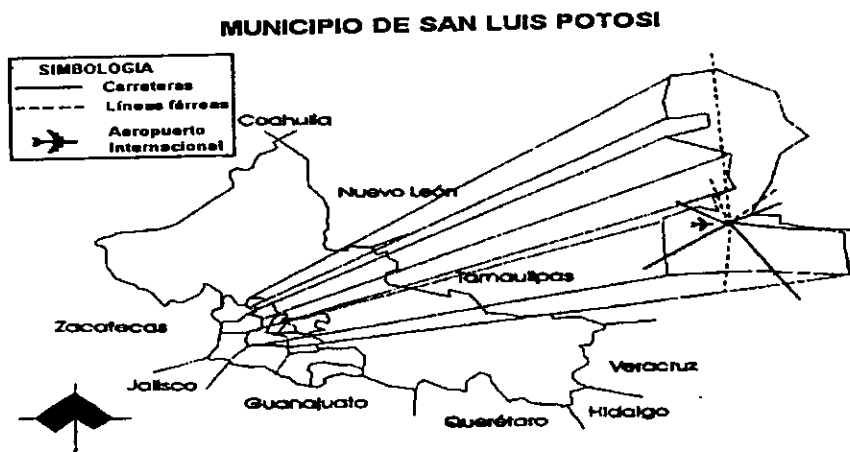 MUNICIPIO DE SAN LUIS POTOSI
SIMBOLOGIA
Carreteras
Líneas férreas
Aeropuerto
Internacional
Coahuila
Nuevo León
Tamaulipas
Zacatecas
Jalisco
Guanajuato
Querétaro
Hidalgo
Veracruz